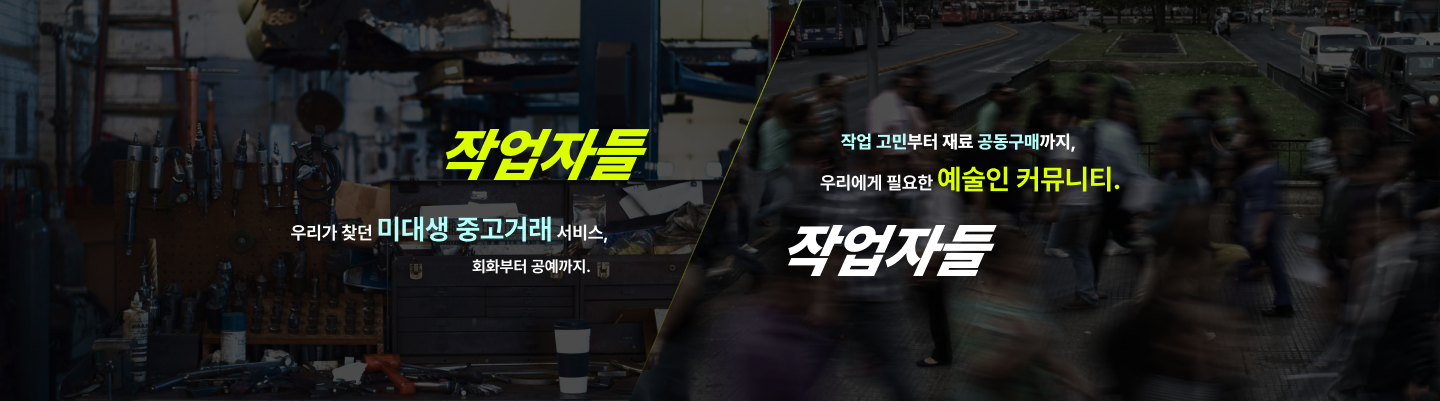 작업자들
우리가 찾던 미대생 중고거래 서비스,
회화부터 공예까지.
작업 고민부터 재료 공동구매까지,
우리에게 필요한 예술인 커뮤니티.
작업자들